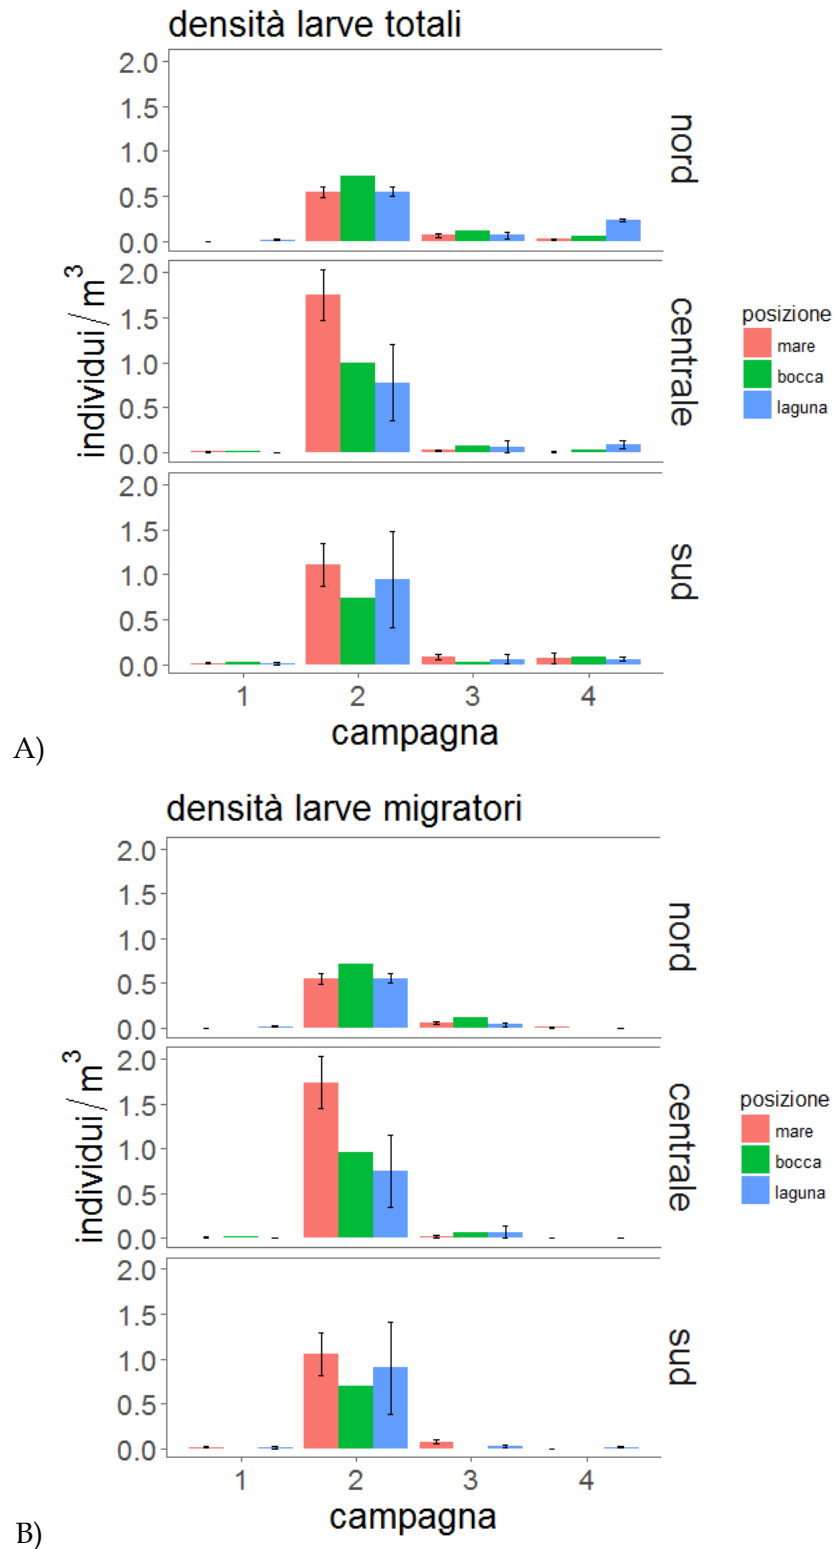 densità larve totali
2.0
1.5
1.0
0.5
0.0
nord
2.0
1.5
1.0
0.5
0.0
centrale
2.0
1.5
1.0
0.5
0.0
sud
individui / m³
1 2 3 4
campagna
posizione
mare
bocca
laguna
A)
densità larve migratori
2.0
1.5
1.0
0.5
0.0
nord
2.0
1.5
1.0
0.5
0.0
centrale
2.0
1.5
1.0
0.5
0.0
sud
individui / m³
1 2 3 4
campagna
posizione
mare
bocca
laguna
B)